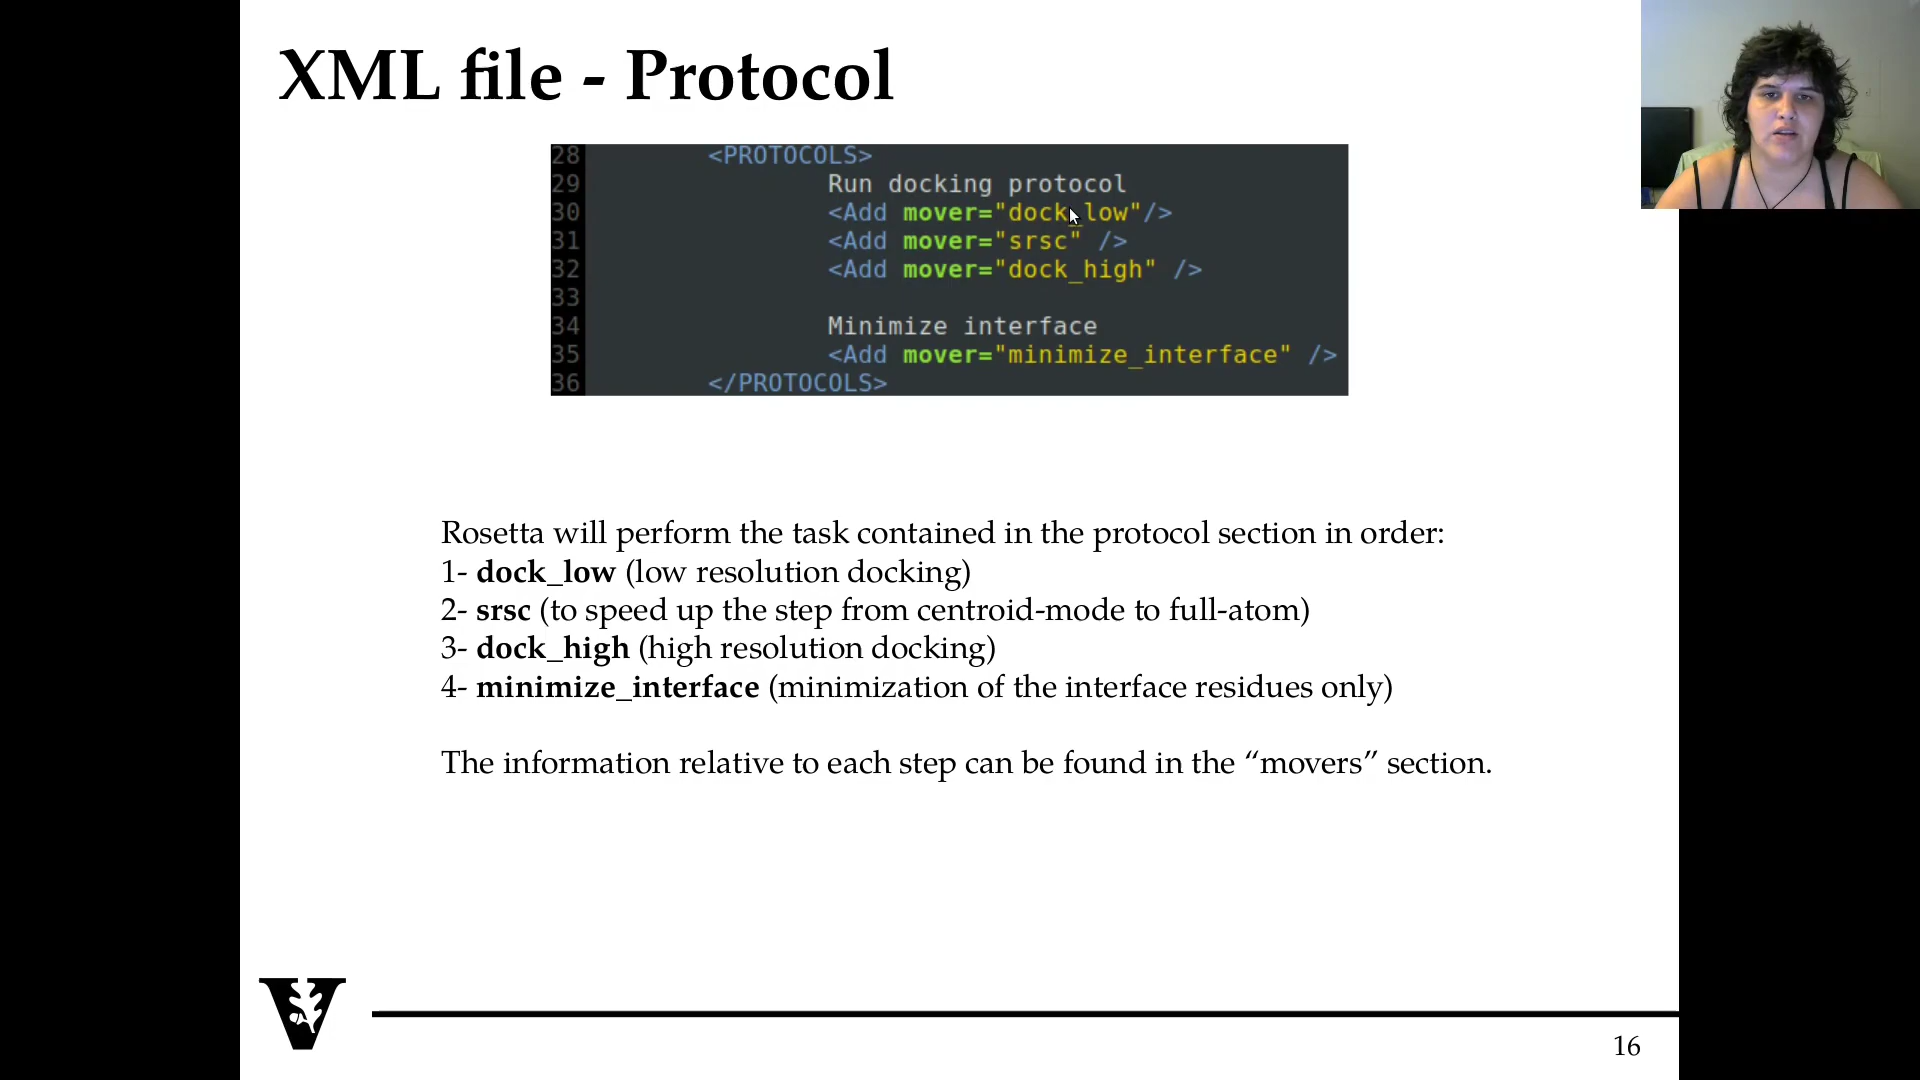 XML file - Protocol
28 <PROTOCOLS>
29 Run docking protocol
30 <Add mover="dock_low"/>
31 <Add mover="srsc" />
32 <Add mover="dock_high" />
33
34 Minimize interface
35 <Add mover="minimize_interface" />
36 </PROTOCOLS>
Rosetta will perform the task contained in the protocol section in order:
1- dock_low (low resolution docking)
2- srsc (to speed up the step from centroid-mode to full-atom)
3- dock_high (high resolution docking)
4- minimize_interface (minimization of the interface residues only)
The information relative to each step can be found in the “movers” section.
V
16